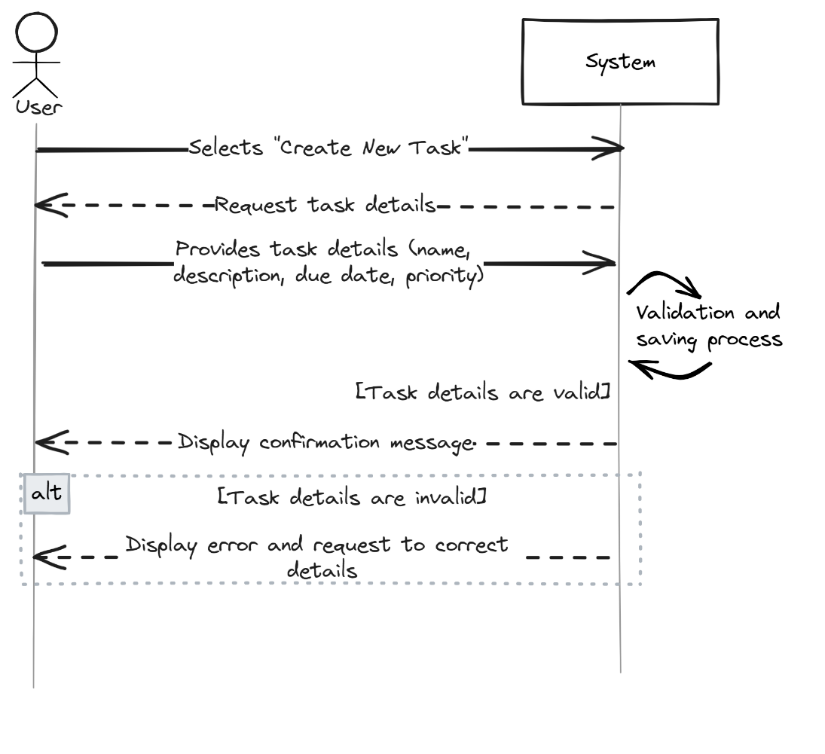 System
User
Selects "Create New Task"
Request task details
Provides task details (name,
description, due date, priority)
Validation and
saving process
[Task details are valid]
Display confirmation message
alt
[Task details are invalid]
Display error and request to correct
details